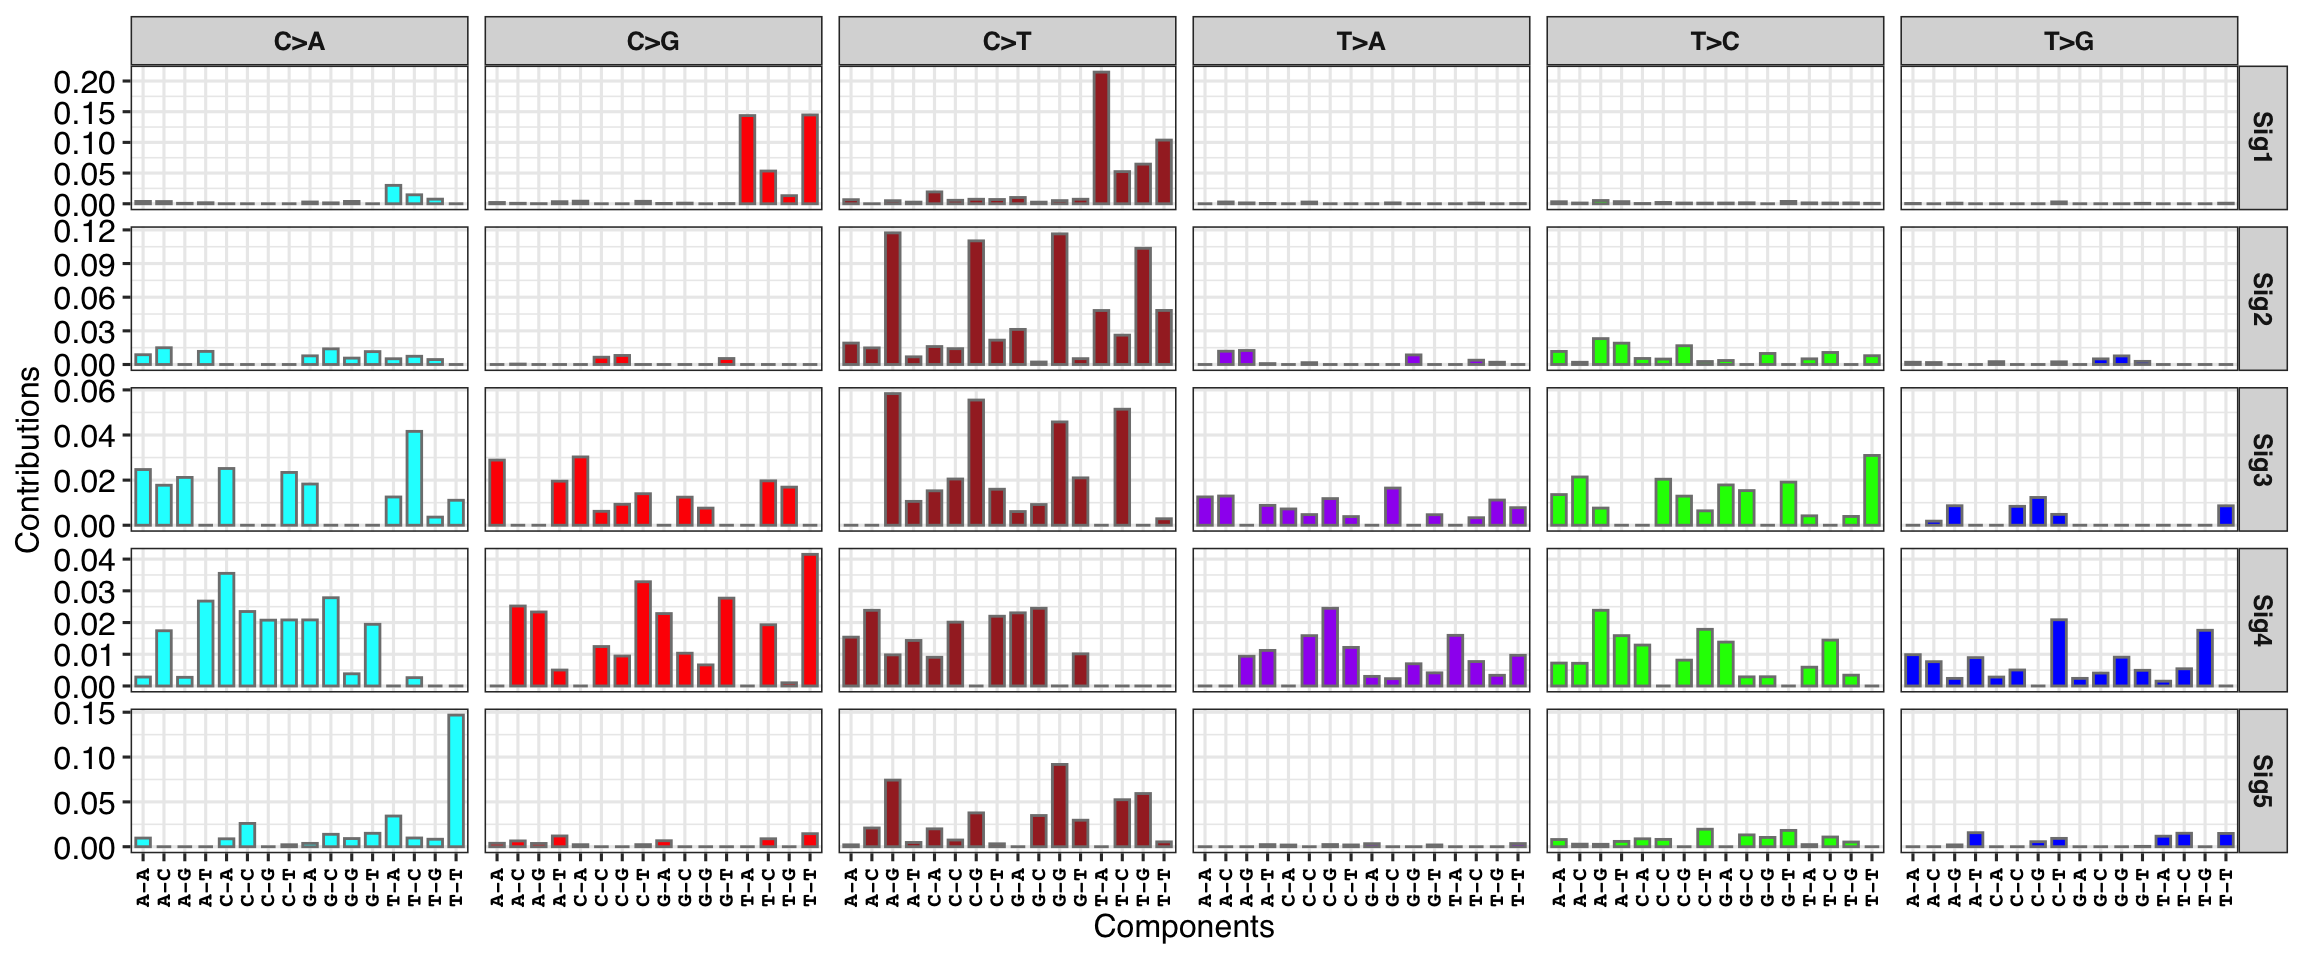 C>A C>G C>T T>A T>C T>G
0.20
0.15
0.10
0.05
0.00
Sig1
0.12
0.09
0.06
0.03
0.00
Sig2
0.06
0.04
0.02
0.00
Sig3
0.04
0.03
0.02
0.01
0.00
Sig4
0.15
0.10
0.05
0.00
Sig5
Contributions
A-A A-C A-G A-T C-A C-C C-G C-T G-A G-C G-G G-T T-A T-C T-G T-T
A-A A-C A-G A-T C-A C-C C-G C-T G-A G-C G-G G-T T-A T-C T-G T-T
A-A A-C A-G A-T C-A C-C C-G C-T G-A G-C G-G G-T T-A T-C T-G T-T
A-A A-C A-G A-T C-A C-C C-G C-T G-A G-C G-G G-T T-A T-C T-G T-T
A-A A-C A-G A-T C-A C-C C-G C-T G-A G-C G-G G-T T-A T-C T-G T-T
A-A A-C A-G A-T C-A C-C C-G C-T G-A G-C G-G G-T T-A T-C T-G T-T
Components